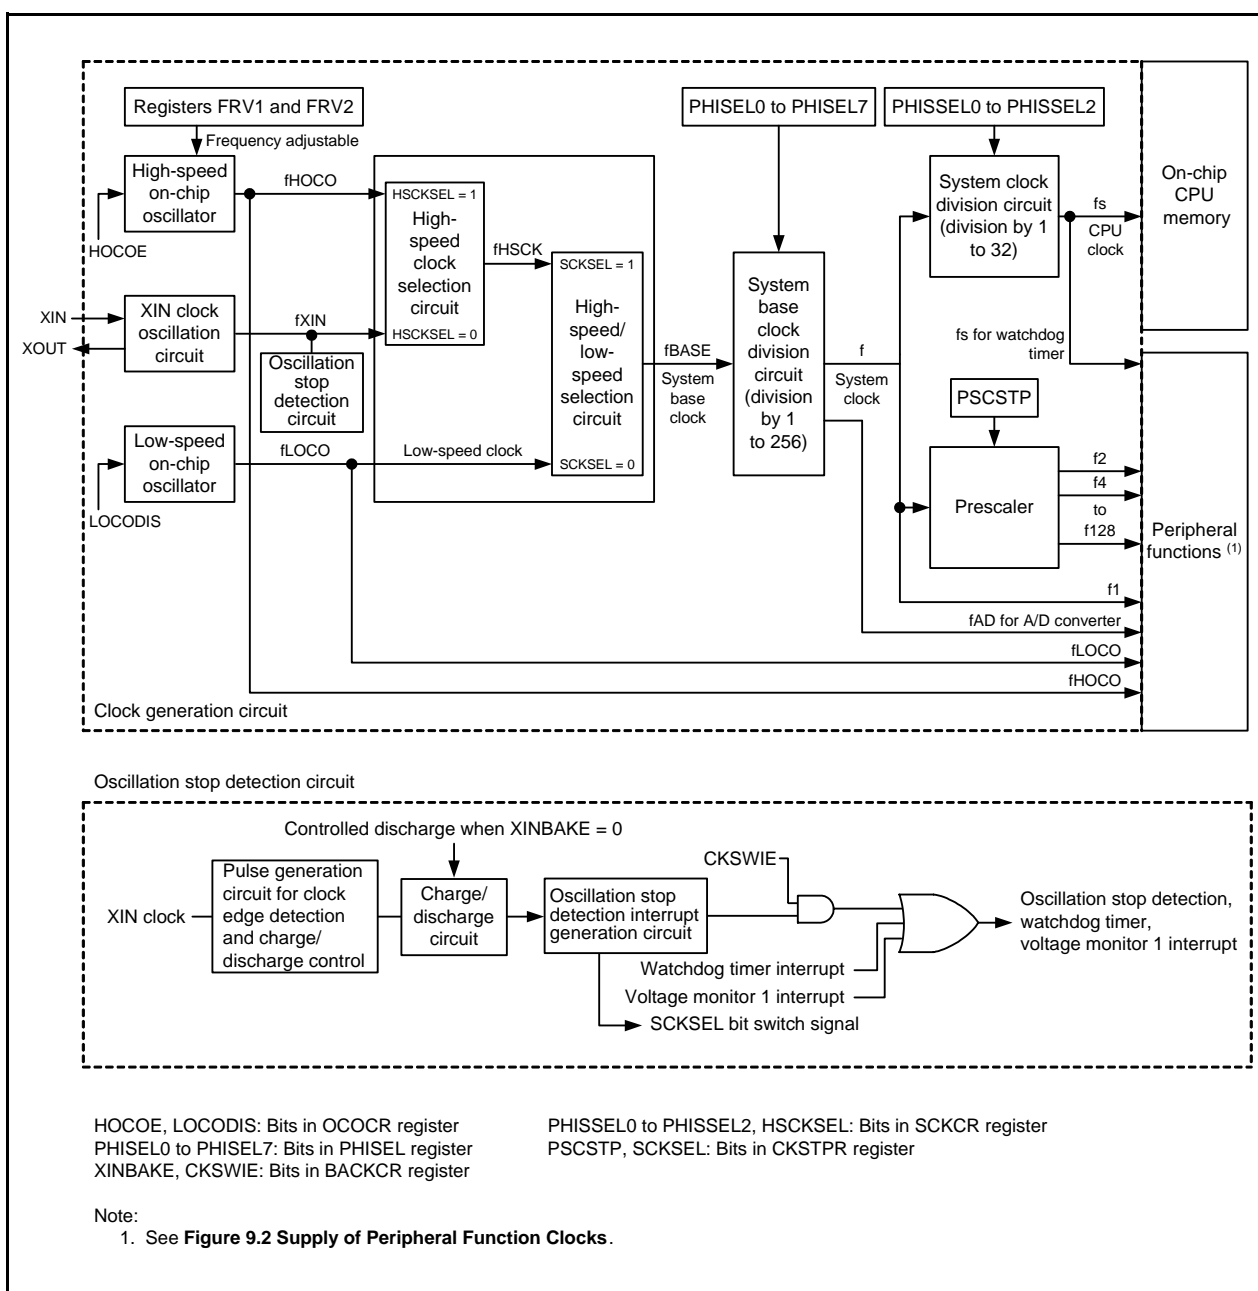 Registers FRV1 and FRV2
PHISEL0 to PHISEL7
PHISSEL0 to PHISSEL2
Frequency adjustable
High-speed
on-chip
oscillator
HOCOE
fHOCO
HSCKSEL = 1
High-
speed
clock
selection
circuit
HSCKSEL = 0
fHSCK
SCKSEL = 1
High-
speed/
low-
speed
selection
circuit
SCKSEL = 0
XIN
XOUT
XIN clock
oscillation
circuit
fXIN
Oscillation
stop
detection
circuit
Low-speed
on-chip
oscillator
LOCODIS
fLOCO
Low-speed clock
fBASE
System
base
clock
System
base
clock
division
circuit
(division
by 1
to 256)
f
System
clock
System clock
division circuit
(division by 1
to 32)
fs
CPU
clock
On-chip
CPU
memory
fs for watchdog
timer
PSCSTP
Prescaler
f2
f4
to
f128
Peripheral
functions (1)
f1
fAD for A/D converter
fLOCO
fHOCO
Clock generation circuit
Oscillation stop detection circuit
Controlled discharge when XINBAKE = 0
XIN clock
Pulse generation
circuit for clock
edge detection
and charge/
discharge control
Charge/
discharge
circuit
Oscillation stop
detection interrupt
generation circuit
CKSWIE
Watchdog timer interrupt
Voltage monitor 1 interrupt
SCKSEL bit switch signal
Oscillation stop detection,
watchdog timer,
voltage monitor 1 interrupt
HOCOE, LOCODIS: Bits in OCOCR register
PHISEL0 to PHISEL7: Bits in PHISEL register
XINBAKE, CKSWIE: Bits in BACKCR register
PHISSEL0 to PHISSEL2, HSCKSEL: Bits in SCKCR register
PSCSTP, SCKSEL: Bits in CKSTPR register
Note:
1. See Figure 9.2 Supply of Peripheral Function Clocks.